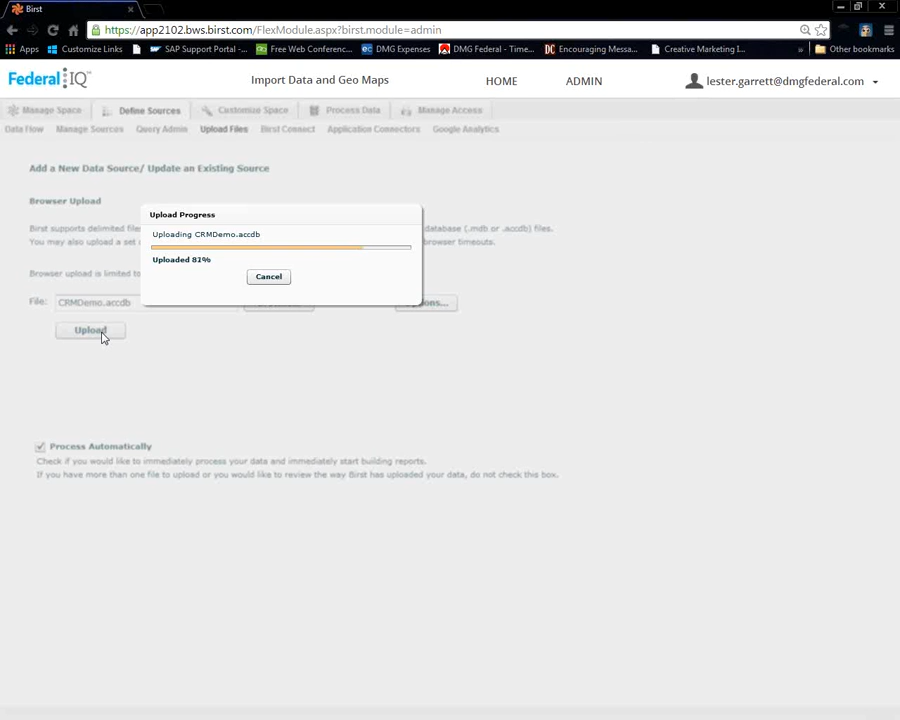 Birst
https://app2102.bws.birst.com/FlexModule.aspx?birst.module=admin
Apps Customize Links SAP Support Portal -... Free Web Conferenc... DMG Expenses DMG Federal - Time... Encouraging Messa... Creative Marketing I... » Other bookmarks
Federal IQ™ Import Data and Geo Maps HOME ADMIN lester.garrett@dmgfederal.com
Manage Space Define Sources Customize Space Process Data Manage Access
Data Flow Manage Sources Query Admin Upload Files Birst Connect Application Connectors Google Analytics
Add a New Data Source/ Update an Existing Source
Browser Upload
Upload Progress
Birst supports delimited file database (.mdb or .accdb) files.
Uploading CRMDemo.accdb
You may also upload a set browser timeouts.
Uploaded 81%
Browser upload is limited to
Cancel
File: CRMDemo.accdb
Upload
Process Automatically
Check if you would like to immediately process your data and immediately start building reports.
If you have more than one file to upload or you would like to review the way Birst has uploaded your data, do not check this box.